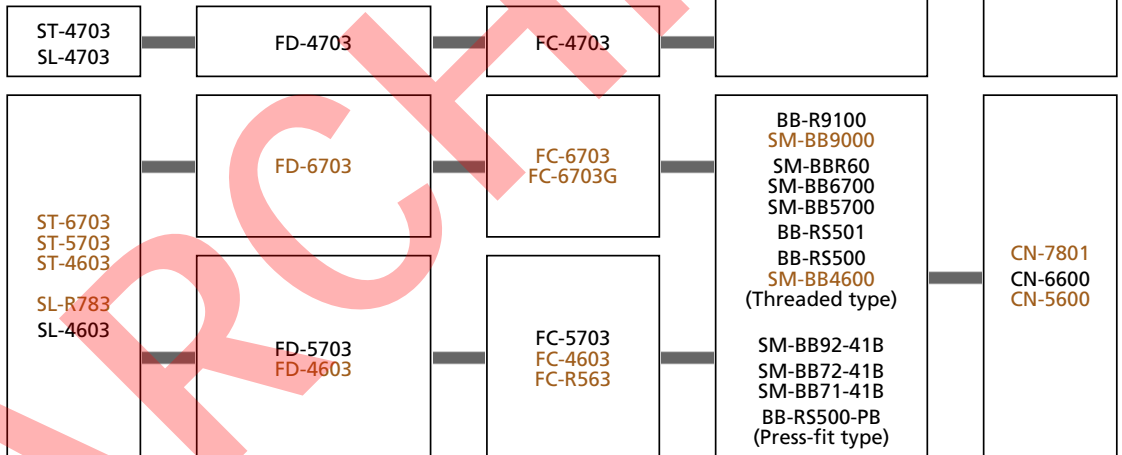 ST-4703
SL-4703
FD-4703
FC-4703
ST-6703
ST-5703
ST-4603
SL-R783
SL-4603
FD-6703
FC-6703
FC-6703G
FD-5703
FD-4603
FC-5703
FC-4603
FC-R563
BB-R9100
SM-BB9000
SM-BBR60
SM-BB6700
SM-BB5700
BB-RS501
BB-RS500
SM-BB4600
(Threaded type)
SM-BB92-41B
SM-BB72-41B
SM-BB71-41B
BB-RS500-PB
(Press-fit type)
CN-7801
CN-6600
CN-5600